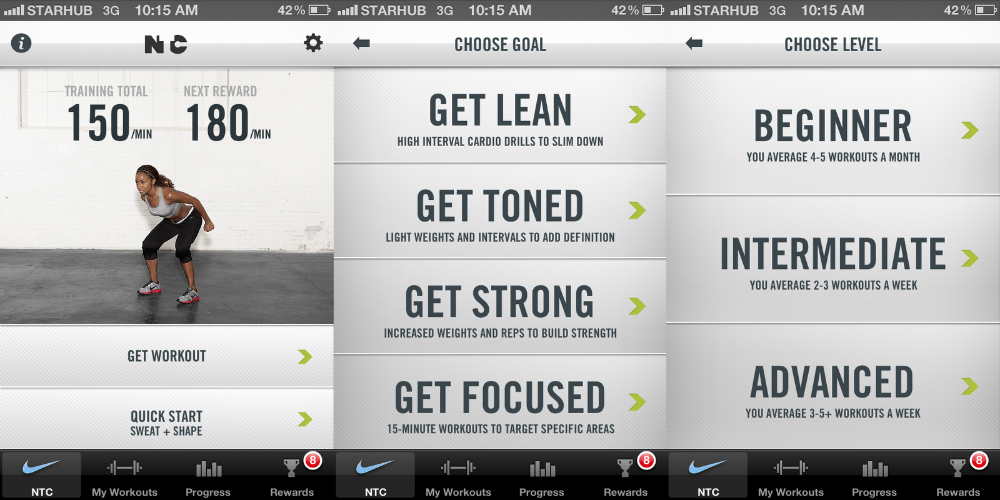 STARHUB 3G 10:15 AM 42%
i
NTC
TRAINING TOTAL
150/MIN
NEXT REWARD
180/MIN
GET WORKOUT
QUICK START
SWEAT + SHAPE
NTC
My Workouts
Progress
8
Rewards
STARHUB 3G 10:15 AM 42%
CHOOSE GOAL
GET LEAN
HIGH INTERVAL CARDIO DRILLS TO SLIM DOWN
GET TONED
LIGHT WEIGHTS AND INTERVALS TO ADD DEFINITION
GET STRONG
INCREASED WEIGHTS AND REPS TO BUILD STRENGTH
GET FOCUSED
15-MINUTE WORKOUTS TO TARGET SPECIFIC AREAS
NTC
My Workouts
Progress
8
Rewards
STARHUB 3G 10:15 AM 42%
CHOOSE LEVEL
BEGINNER
YOU AVERAGE 4-5 WORKOUTS A MONTH
INTERMEDIATE
YOU AVERAGE 2-3 WORKOUTS A WEEK
ADVANCED
YOU AVERAGE 3-5+ WORKOUTS A WEEK
NTC
My Workouts
Progress
8
Rewards